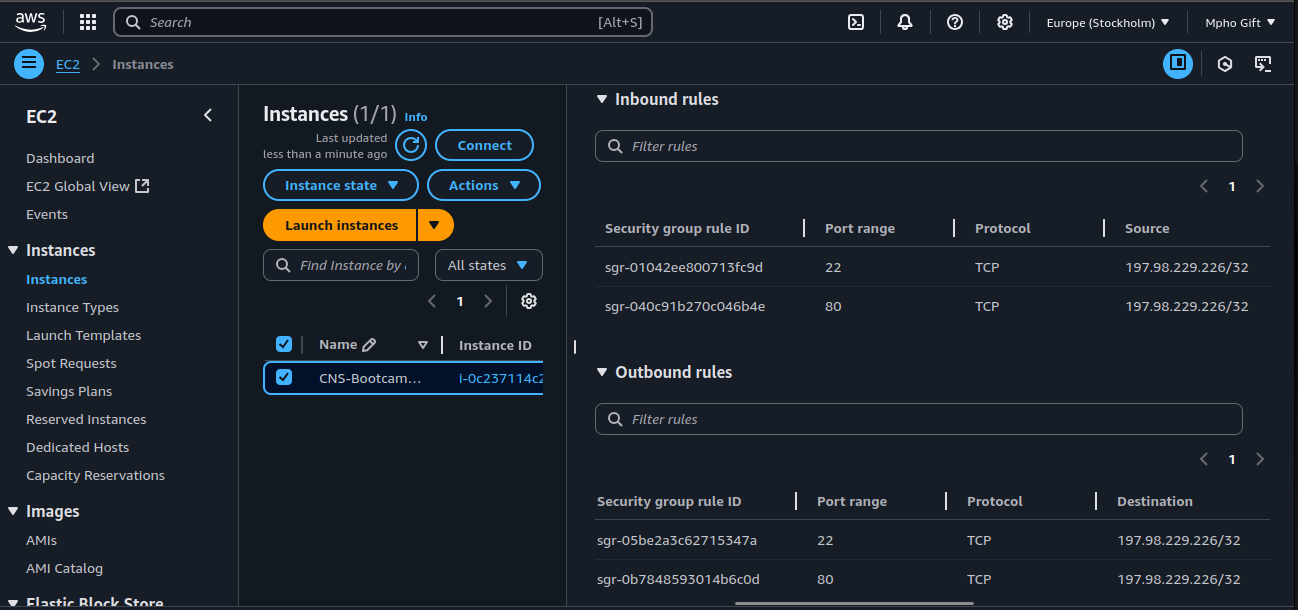 aws
Search [Alt+S]
Europe (Stockholm)
Mpho Gift
EC2
Instances
EC2
Dashboard
EC2 Global View
Events
Instances
Instances
Instance Types
Launch Templates
Spot Requests
Savings Plans
Reserved Instances
Dedicated Hosts
Capacity Reservations
Images
AMIs
AMI Catalog
Elastic Block Store
Instances (1/1) Info
Last updated
less than a minute ago
Connect
Instance state
Actions
Launch instances
Find Instance by
All states
1
Name Instance ID
CNS-Bootcam... i-0c237114c2
Inbound rules
Filter rules
1
Security group rule ID Port range Protocol Source
sgr-01042ee800713fc9d 22 TCP 197.98.229.226/32
sgr-040c91b270c046b4e 80 TCP 197.98.229.226/32
Outbound rules
Filter rules
1
Security group rule ID Port range Protocol Destination
sgr-05be2a3c62715347a 22 TCP 197.98.229.226/32
sgr-0b7848593014b6c0d 80 TCP 197.98.229.226/32